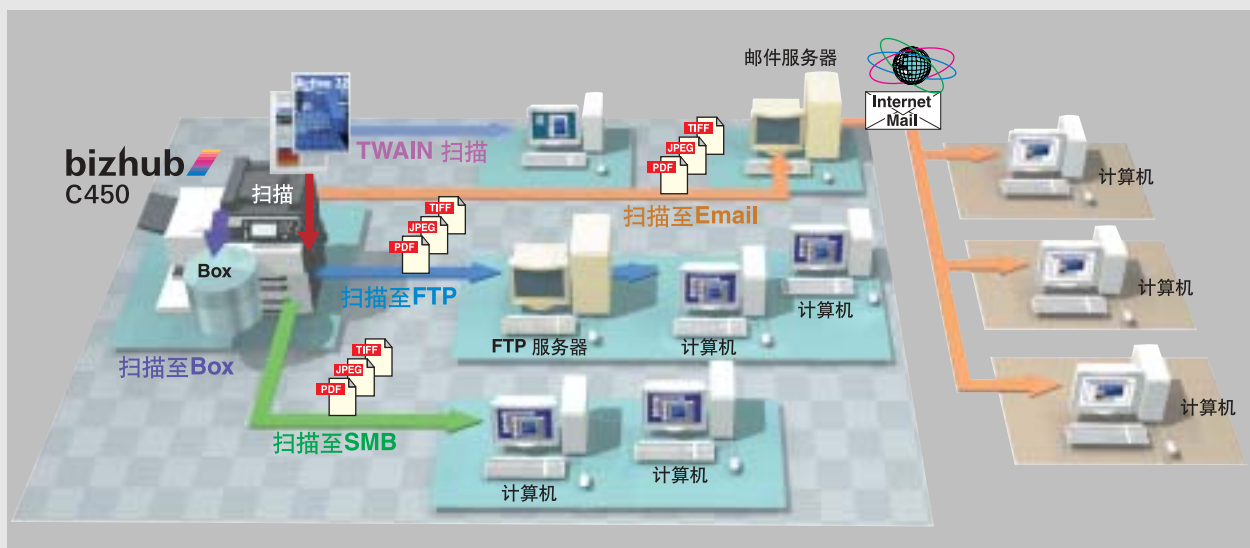 邮件服务器
Internet
Mail
Active 32
TWAIN 扫描
bizhub
C450
扫描
TIFF
JPEG
PDF
扫描至Email
计算机
TIFF
JPEG
PDF
Box
扫描至FTP
计算机
计算机
FTP 服务器
计算机
扫描至Box
TIFF
JPEG
PDF
扫描至SMB
计算机
计算机
计算机